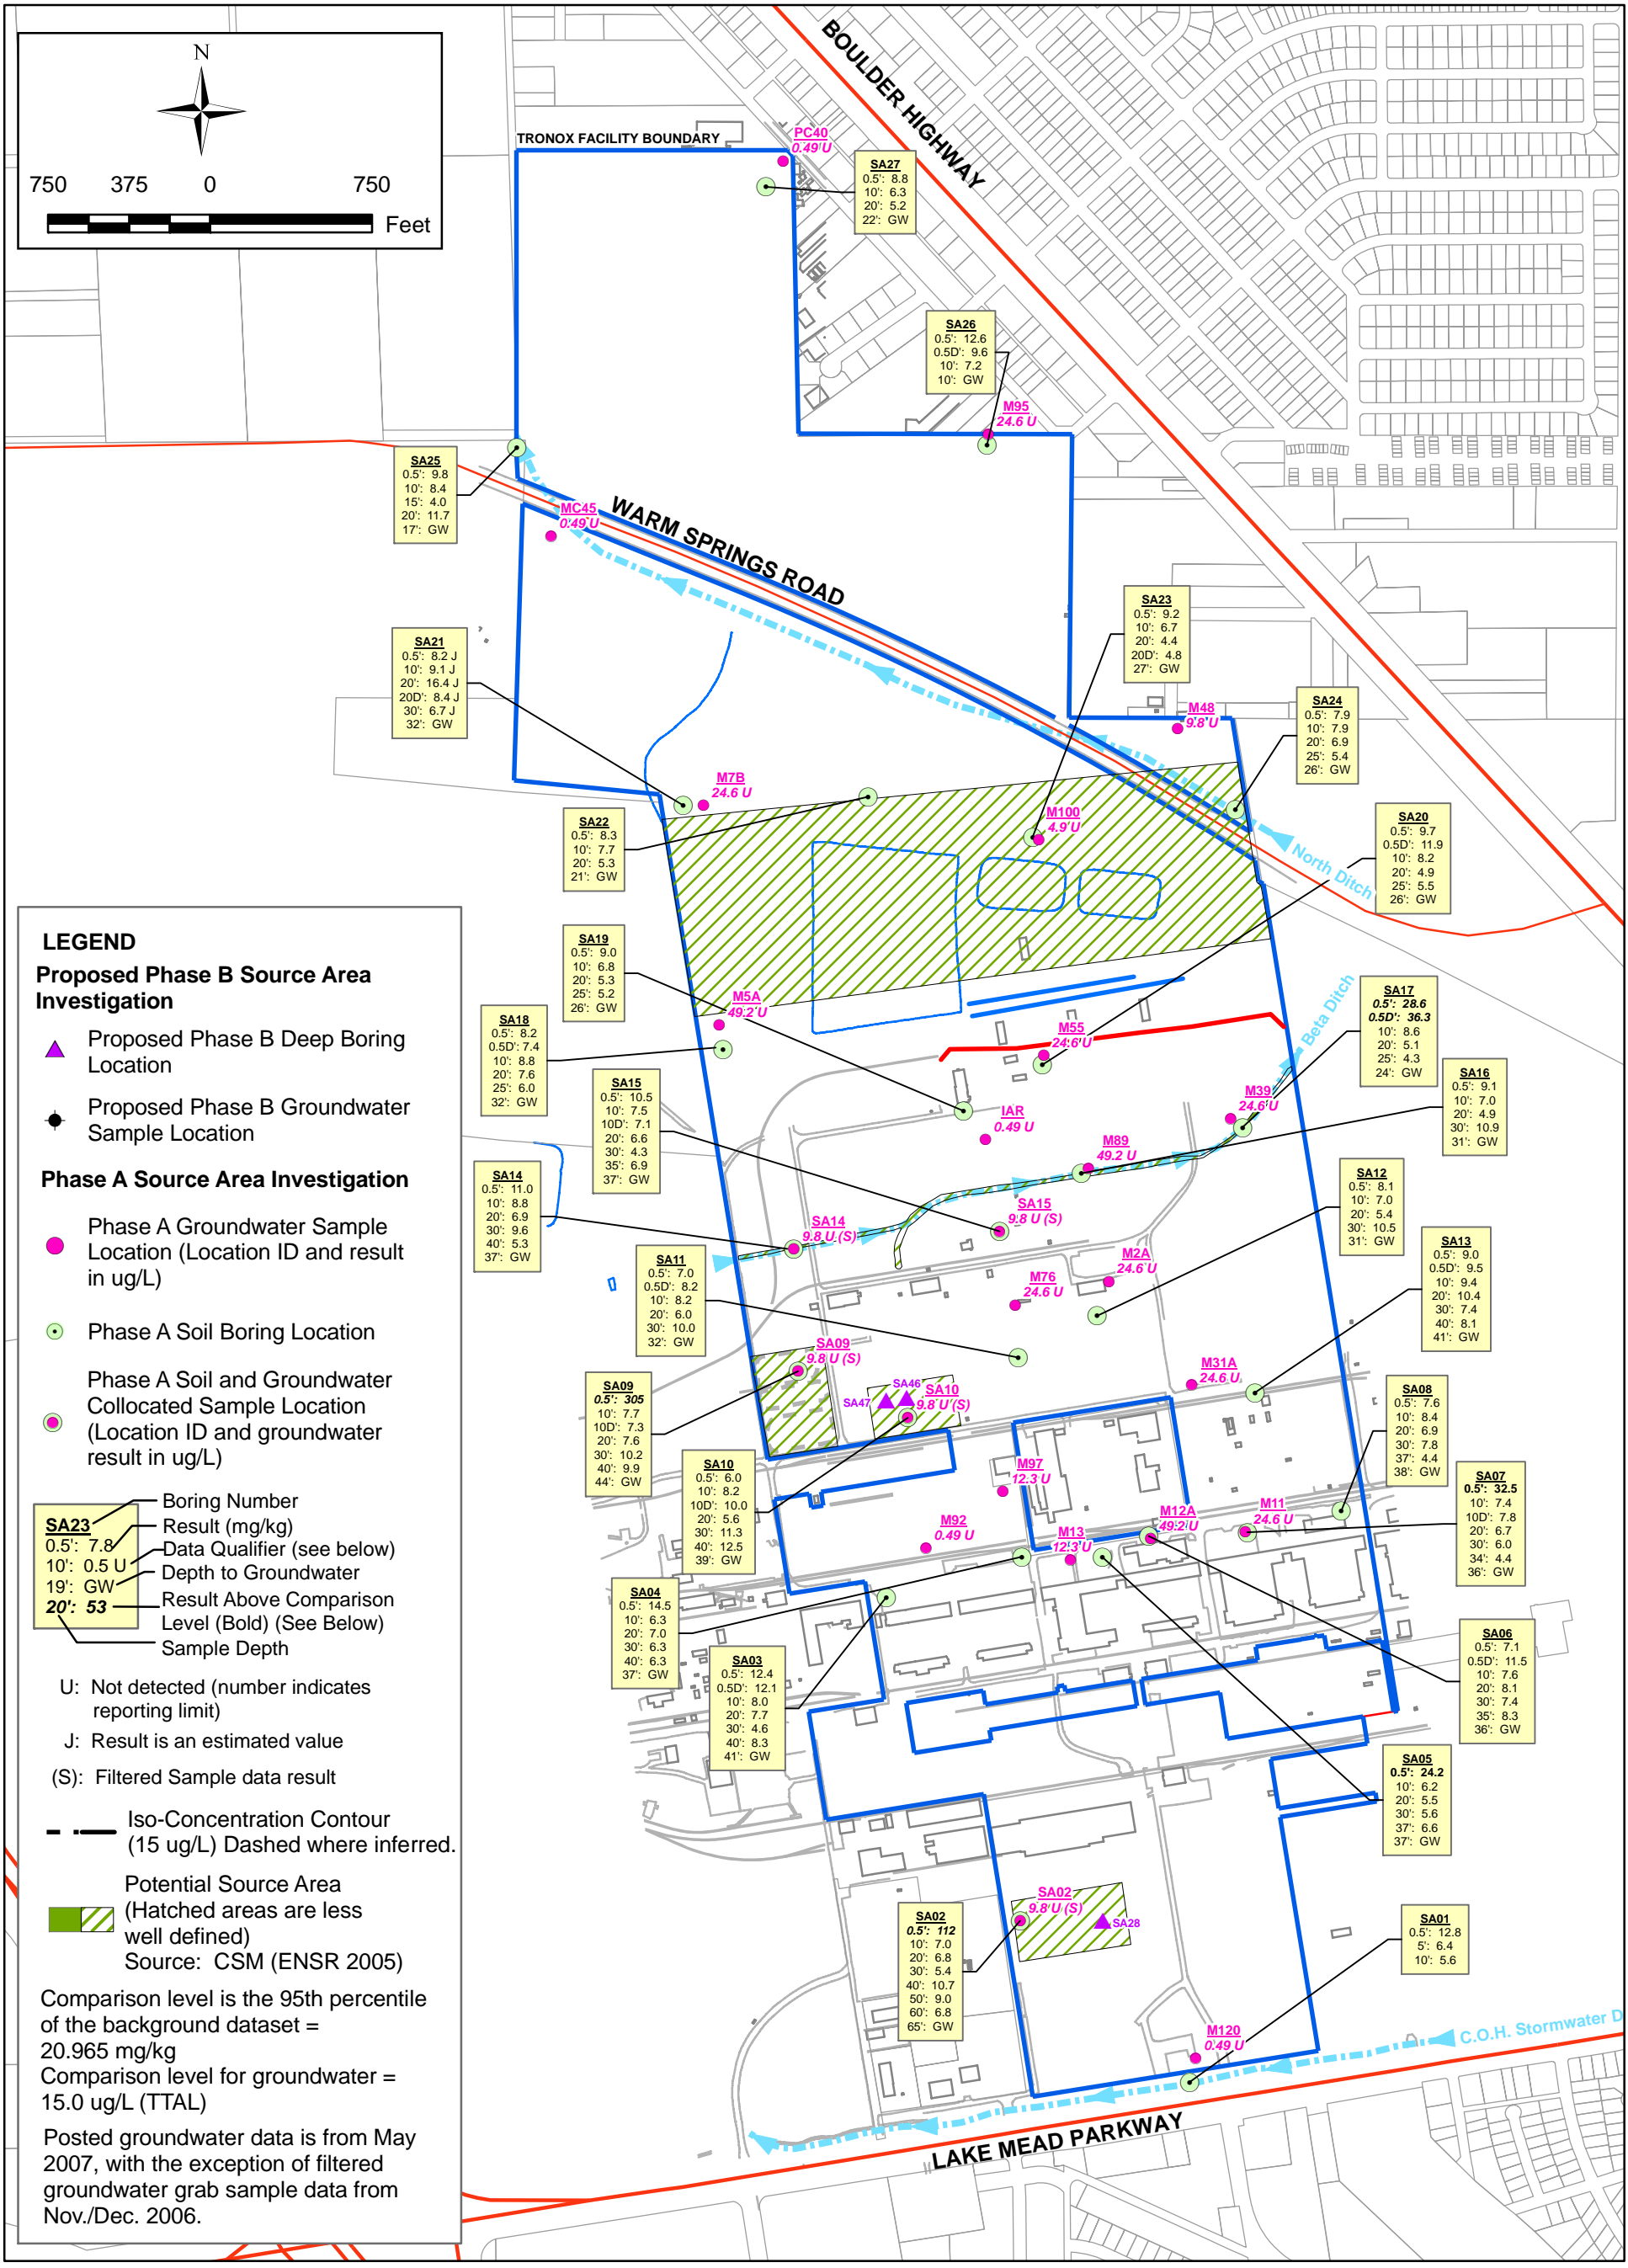 N
750 375 0 750
Feet
BOULDER HIGHWAY
TRONOX FACILITY BOUNDARY
PC40
0.49 U
SA27
0.5': 8.8
10': 6.3
20': 5.2
22': GW
SA26
0.5': 12.6
0.5D': 9.6
10': 7.2
10': GW
M95
24.6 U
SA25
0.5': 9.8
10': 8.4
15': 4.0
20': 11.7
17': GW
MC45
0.49 U
WARM SPRINGS ROAD
SA23
0.5': 9.2
10': 6.7
20': 4.4
20D': 4.8
27': GW
SA21
0.5': 8.2 J
10': 9.1 J
20': 16.4 J
20D': 8.4 J
30': 6.7 J
32': GW
SA24
0.5': 7.9
10': 7.9
20': 6.9
25': 5.4
26': GW
M48
9.8 U
M7B
24.6 U
SA22
0.5': 8.3
10': 7.7
20': 5.3
21': GW
M100
4.9 U
SA20
0.5': 9.7
0.5D': 11.9
10': 8.2
20': 4.9
25': 5.5
26': GW
North Ditch
SA19
0.5': 9.0
10': 6.8
20': 5.3
25': 5.2
26': GW
M5A
49.2 U
SA18
0.5': 8.2
0.5D': 7.4
10': 8.8
20': 7.6
25': 6.0
32': GW
M55
24.6 U
Beta Ditch
SA17
0.5': 28.6
0.5D': 36.3
10': 8.6
20': 5.1
25': 4.3
24': GW
SA15
0.5': 10.5
10': 7.5
10D': 7.1
20': 6.6
30': 4.3
35': 6.9
37': GW
IAR
0.49 U
M39
24.6 U
SA16
0.5': 9.1
10': 7.0
20': 4.9
30': 10.9
31': GW
M89
49.2 U
SA14
0.5': 11.0
10': 8.8
20': 6.9
30': 9.6
40': 5.3
37': GW
SA14
9.8 U (S)
SA15
9.8 U (S)
SA12
0.5': 8.1
10': 7.0
20': 5.4
30': 10.5
31': GW
SA11
0.5': 7.0
0.5D': 8.2
10': 8.2
20': 6.0
30': 10.0
32': GW
M76
24.6 U
M2A
24.6 U
SA13
0.5': 9.0
0.5D': 9.5
10': 9.4
20': 10.4
30': 7.4
40': 8.1
41': GW
SA09
9.8 U (S)
SA09
0.5': 305
10': 7.7
10D': 7.3
20': 7.6
30': 10.2
40': 9.9
44': GW
SA46
SA47
SA10
9.8 U (S)
M31A
24.6 U
SA08
0.5': 7.6
10': 8.4
20': 6.9
30': 7.8
37': 4.4
38': GW
SA10
0.5': 6.0
10': 8.2
10D': 10.0
20': 5.6
30': 11.3
40': 12.5
39': GW
M97
12.3 U
M92
0.49 U
M13
12.3 U
M12A
49.2 U
M11
24.6 U
SA07
0.5': 32.5
10': 7.4
10D': 7.8
20': 6.7
30': 6.0
34': 4.4
36': GW
SA04
0.5': 14.5
10': 6.3
20': 7.0
30': 6.3
40': 6.3
37': GW
SA03
0.5': 12.4
0.5D': 12.1
10': 8.0
20': 7.7
30': 4.6
40': 8.3
41': GW
SA06
0.5': 7.1
0.5D': 11.5
10': 7.6
20': 8.1
30': 7.4
35': 8.3
36': GW
SA05
0.5': 24.2
10': 6.2
20': 5.5
30': 5.6
37': 6.6
37': GW
SA02
9.8 U (S)
SA28
SA02
0.5': 112
10': 7.0
20': 6.8
30': 5.4
40': 10.7
50': 9.0
60': 6.8
65': GW
SA01
0.5': 12.8
5': 6.4
10': 5.6
M120
0.49 U
C.O.H. Stormwater D
LAKE MEAD PARKWAY
LEGEND
Proposed Phase B Source Area
Investigation
Proposed Phase B Deep Boring
Location
Proposed Phase B Groundwater
Sample Location
Phase A Source Area Investigation
Phase A Groundwater Sample
Location (Location ID and result
in ug/L)
Phase A Soil Boring Location
Phase A Soil and Groundwater
Collocated Sample Location
(Location ID and groundwater
result in ug/L)
SA23
0.5': 7.8
10': 0.5 U
19': GW
20': 53
Boring Number
Result (mg/kg)
Data Qualifier (see below)
Depth to Groundwater
Result Above Comparison
Level (Bold) (See Below)
Sample Depth
U: Not detected (number indicates
reporting limit)
J: Result is an estimated value
(S): Filtered Sample data result
Iso-Concentration Contour
(15 ug/L) Dashed where inferred.
Potential Source Area
(Hatched areas are less
well defined)
Source: CSM (ENSR 2005)
Comparison level is the 95th percentile
of the background dataset =
20.965 mg/kg
Comparison level for groundwater =
15.0 ug/L (TTAL)
Posted groundwater data is from May
2007, with the exception of filtered
groundwater grab sample data from
Nov./Dec. 2006.